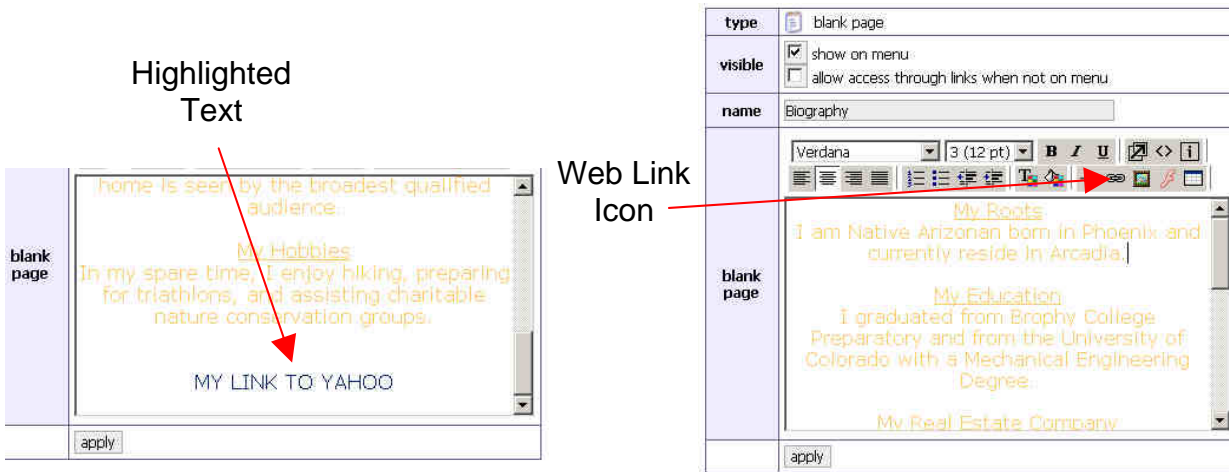 Highlighted
Text
home is seen by the broadest qualified
audience.
My Hobbies
In my spare time, I enjoy hiking, preparing
for triathlons, and assisting charitable
nature conservation groups.
MY LINK TO YAHOO
blank
page
apply
Web Link
Icon
type
blank page
visible
show on menu
allow access through links when not on menu
name
Biography
blank
page
Verdana
3 (12 pt)
B I U
<> i
My Roots
I am Native Arizonan born in Phoenix and
currently reside in Arcadia.
My Education
I graduated from Brophy College
Preparatory and from the University of
Colorado with a Mechanical Engineering
Degree.
My Real Estate Company
apply